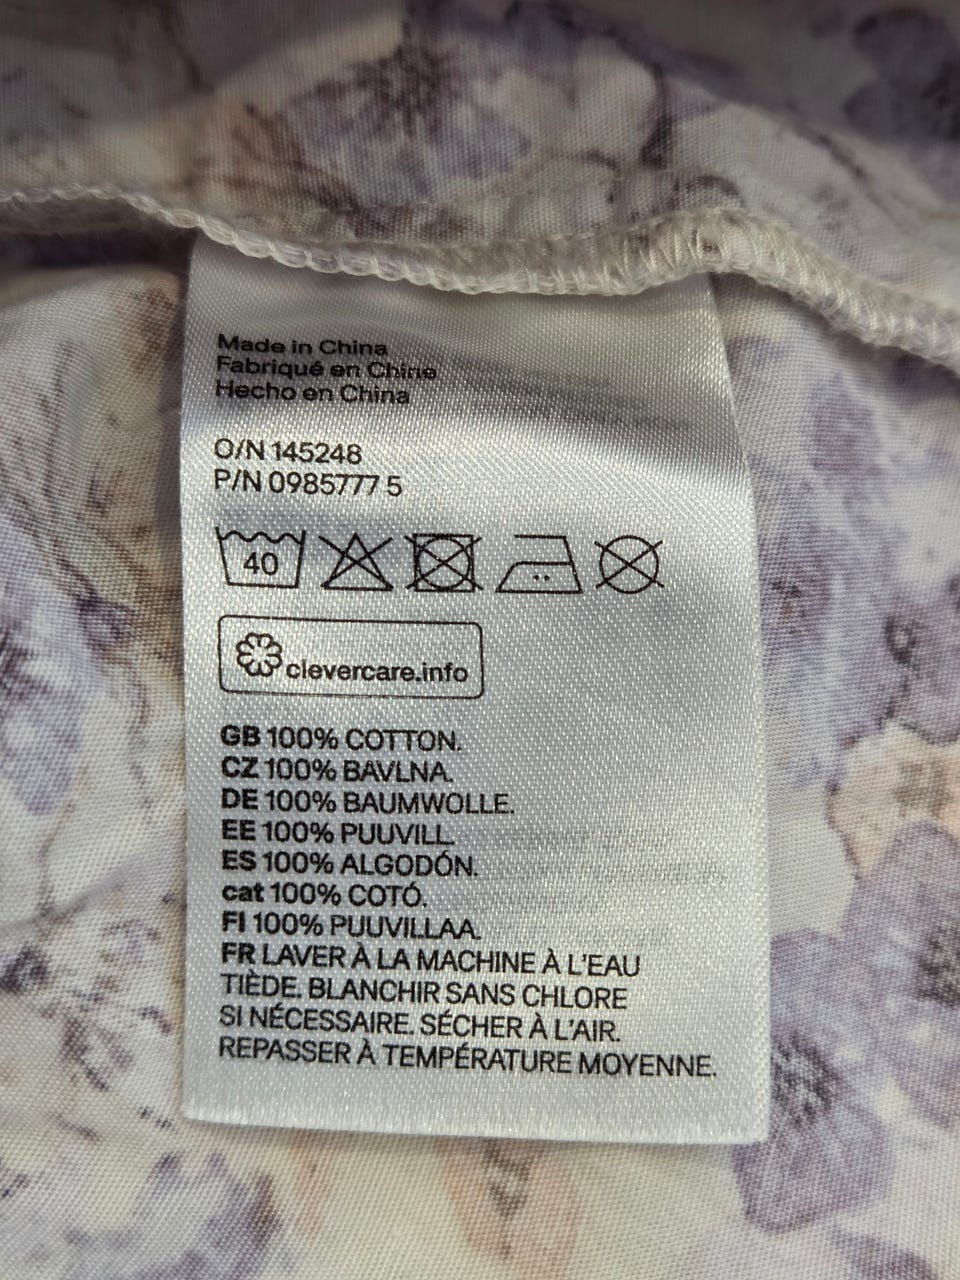 Made in China
Fabriqué en Chine
Hecho en China
O/N 145248
P/N 0985777 5
40
clevercare.info
GB 100% COTTON.
CZ 100% BAVLNA.
DE 100% BAUMWOLLE.
EE 100% PUUVILL.
ES 100% ALGODÓN.
cat 100% COTÓ.
FI 100% PUUVILLAA.
FR LAVER À LA MACHINE À L'EAU
TIÈDE. BLANCHIR SANS CHLORE
SI NÉCESSAIRE. SÉCHER À L'AIR.
REPASSER À TEMPÉRATURE MOYENNE.